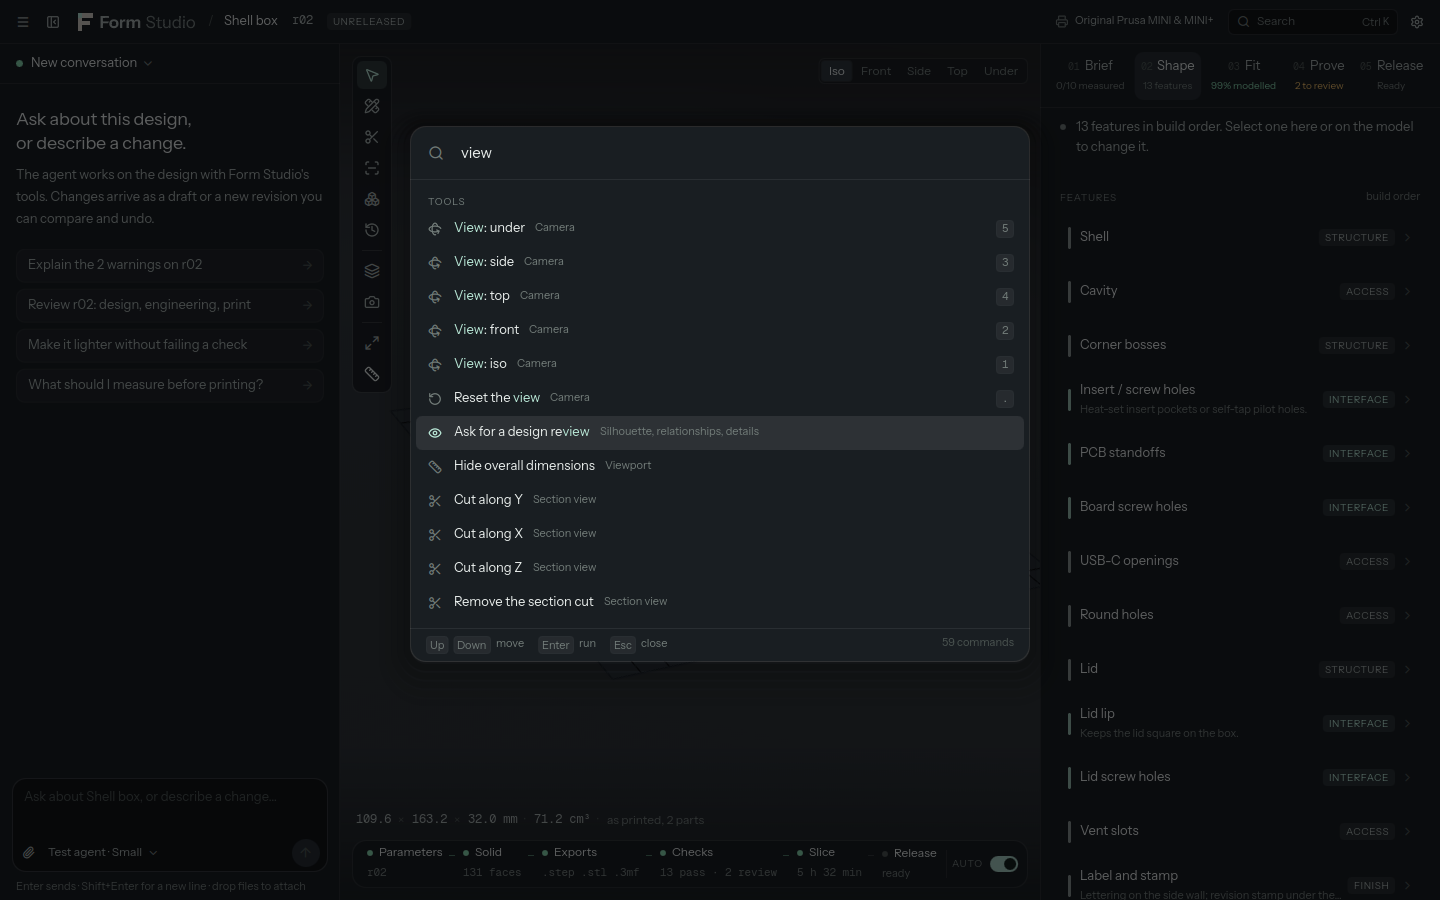 Form Studio / Shell box r02 UNRELEASED
Original Prusa MINI & MINI+
Search Ctrl K
New conversation
Ask about this design,
or describe a change.
The agent works on the design with Form Studio's
tools. Changes arrive as a draft or a new revision you
can compare and undo.
Explain the 2 warnings on r02
Review r02: design, engineering, print
Make it lighter without failing a check
What should I measure before printing?
Ask about Shell box, or describe a change...
Test agent · Small
Enter sends · Shift+Enter for a new line · drop files to attach
Iso Front Side Top Under
view
TOOLS
View: under Camera 5
View: side Camera 3
View: top Camera 4
View: front Camera 2
View: iso Camera 1
Reset the view Camera .
Ask for a design review Silhouette, relationships, details
Hide overall dimensions Viewport
Cut along Y Section view
Cut along X Section view
Cut along Z Section view
Remove the section cut Section view
Up Down move Enter run Esc close 59 commands
109.6 × 163.2 × 32.0 mm · 71.2 cm³ · as printed, 2 parts
Parameters Solid Exports Checks Slice Release
r02 131 faces .step .stl .3mf 13 pass · 2 review 5 h 32 min ready
AUTO
01 Brief 02 Shape 03 Fit 04 Prove 05 Release
0/10 measured 13 features 99% modelled 2 to review Ready
13 features in build order. Select one here or on the model
to change it.
FEATURES build order
Shell STRUCTURE
Cavity ACCESS
Corner bosses STRUCTURE
Insert / screw holes INTERFACE
Heat-set insert pockets or self-tap pilot holes.
PCB standoffs INTERFACE
Board screw holes INTERFACE
USB-C openings ACCESS
Round holes ACCESS
Lid STRUCTURE
Lid lip INTERFACE
Keeps the lid square on the box.
Lid screw holes INTERFACE
Vent slots ACCESS
Label and stamp FINISH
Lettering on the side wall; revision stamp under the...